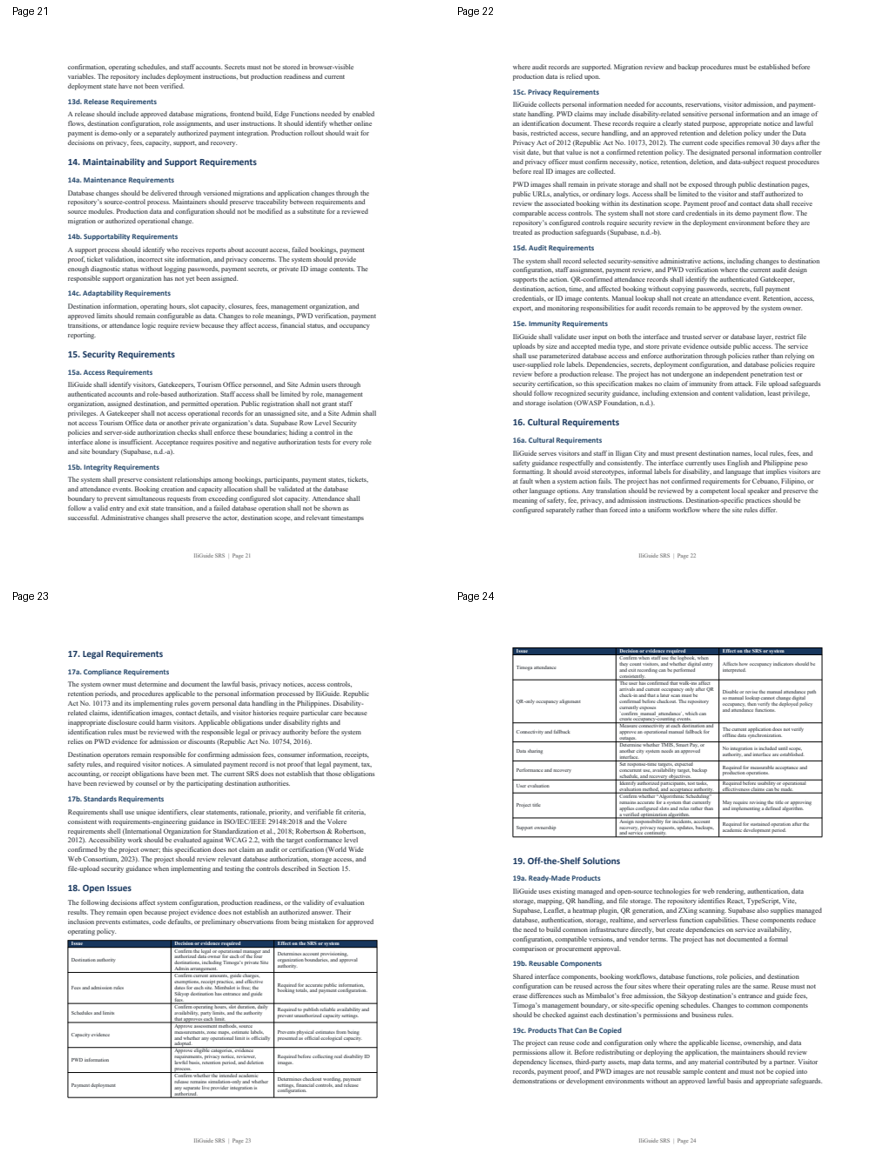 Page 21
confirmation, operating schedules, and staff accounts. Secrets must not be stored in browser-visible
variables. The repository includes deployment instructions, but production readiness and current
deployment state have not been verified.
13d. Release Requirements
A release should include approved database migrations, frontend build, Edge Functions needed by enabled
flows, destination configuration, role assignments, and user instructions. It should identify whether online
payment is demo-only or a separately authorized payment integration. Production rollout should wait for
decisions on privacy, fees, capacity, support, and recovery.
14. Maintainability and Support Requirements
14a. Maintenance Requirements
Database changes should be delivered through versioned migrations and application changes through the
repository's source-control process. Maintainers should preserve traceability between requirements and
source modules. Production data and configuration should not be modified as a substitute for a reviewed
migration or authorized operational change.
14b. Supportability Requirements
A support process should identify who receives reports about account access, failed bookings, payment
proof, ticket validation, incorrect site information, and privacy concerns. The system should provide
enough diagnostic status without logging passwords, payment secrets, or private ID image contents. The
responsible support organization has not yet been assigned.
14c. Adaptability Requirements
Destination information, operating hours, slot capacity, closures, fees, management organization, and
approved limits should remain configurable as data. Changes to role meanings, PWD verification, payment
transitions, or attendance logic require review because they affect access, financial status, and occupancy
reporting.
15. Security Requirements
15a. Access Requirements
IliGuide shall identify visitors, Gatekeepers, Tourism Office personnel, and Site Admin users through
authenticated accounts and role-based authorization. Staff access shall be limited by role, management
organization, assigned destination, and permitted operation. Public registration shall not grant staff
privileges. A Gatekeeper shall not access operational records for an unassigned site, and a Site Admin shall
not access Tourism Office data or another private organization's data. Supabase Row Level Security
policies and server-side authorization checks shall enforce these boundaries; hiding a control in the
interface alone is insufficient. Acceptance requires positive and negative authorization tests for every role
and site boundary (Supabase, n.d.-a).
15b. Integrity Requirements
The system shall preserve consistent relationships among bookings, participants, payment states, tickets,
and attendance events. Booking creation and capacity allocation shall be validated at the database
boundary to prevent simultaneous requests from exceeding configured slot capacity. Attendance shall
follow a valid entry and exit state transition, and a failed database operation shall not be shown as
successful. Administrative changes shall preserve the actor, destination scope, and relevant timestamps
IliGuide SRS | Page 21
Page 22
where audit records are supported. Migration review and backup procedures must be established before
production data is relied upon.
15c. Privacy Requirements
IliGuide collects personal information needed for accounts, reservations, visitor admission, and payment-
state handling. PWD claims may include disability-related sensitive personal information and an image of
an identification document. These records require a clearly stated purpose, appropriate notice and lawful
basis, restricted access, secure handling, and an approved retention and deletion policy under the Data
Privacy Act of 2012 (Republic Act No. 10173, 2012). The current code specifies removal 30 days after the
visit date, but that value is not a confirmed retention policy. The designated personal information controller
and privacy officer must confirm necessity, notice, retention, deletion, and data-subject request procedures
before real ID images are collected.
PWD images shall remain in private storage and shall not be exposed through public destination pages,
public URLs, analytics, or ordinary logs. Access shall be limited to the visitor and staff authorized to
review the associated booking within its destination scope. Payment proof and contact data shall receive
comparable access controls. The system shall not store card credentials in its demo payment flow. The
repository's configured controls require security review in the deployment environment before they are
treated as production safeguards (Supabase, n.d.-b).
15d. Audit Requirements
The system shall record selected security-sensitive administrative actions, including changes to destination
configuration, staff assignment, payment review, and PWD verification where the current audit design
supports the action. QR-confirmed attendance records shall identify the authenticated Gatekeeper,
destination, action, time, and affected booking without copying passwords, secrets, full payment
credentials, or ID image contents. Manual lookup shall not create an attendance event. Retention, access,
export, and monitoring responsibilities for audit records remain to be approved by the system owner.
15e. Immunity Requirements
IliGuide shall validate user input on both the interface and trusted server or database layer, restrict file
uploads by size and accepted media type, and store private evidence outside public access. The service
shall use parameterized database access and enforce authorization through policies rather than relying on
user-supplied role labels. Dependencies, secrets, deployment configuration, and database policies require
review before a production release. The project has not undergone an independent penetration test or
security certification, so this specification makes no claim of immunity from attack. File upload safeguards
should follow recognized security guidance, including extension and content validation, least privilege,
and storage isolation (OWASP Foundation, n.d.).
16. Cultural Requirements
16a. Cultural Requirements
IliGuide serves visitors and staff in Iligan City and must present destination names, local rules, fees, and
safety guidance respectfully and consistently. The interface currently uses English and Philippine peso
formatting. It should avoid stereotypes, informal labels for disability, and language that implies visitors are
at fault when a system action fails. The project has not confirmed requirements for Cebuano, Filipino, or
other language options. Any translation should be reviewed by a competent local speaker and preserve the
meaning of safety, fee, privacy, and admission instructions. Destination-specific practices should be
configured separately rather than forced into a uniform workflow where the site rules differ.
IliGuide SRS | Page 22
Page 23
17. Legal Requirements
17a. Compliance Requirements
The system owner must determine and document the lawful basis, privacy notices, access controls,
retention periods, and procedures applicable to the personal information processed by IliGuide. Republic
Act No. 10173 and its implementing rules govern personal data handling in the Philippines. Disability-
related claims, identification images, contact details, and visitor histories require particular care because
inappropriate disclosure could harm visitors. Applicable obligations under disability rights and
identification rules must be reviewed with the responsible legal or privacy authority before the system
relies on PWD evidence for admission or discounts (Republic Act No. 10754, 2016).
Destination operators remain responsible for confirming admission fees, consumer information, receipts,
safety rules, and required visitor notices. A simulated payment record is not proof that legal payment, tax,
accounting, or receipt obligations have been met. The current SRS does not establish that those obligations
have been reviewed by counsel or by the participating destination authorities.
17b. Standards Requirements
Requirements shall use unique identifiers, clear statements, rationale, priority, and verifiable fit criteria,
consistent with requirements-engineering guidance in ISO/IEC/IEEE 29148:2018 and the Volere
requirements shell (International Organization for Standardization et al., 2018; Robertson & Robertson,
2012). Accessibility work should be evaluated against WCAG 2.2, with the target conformance level
confirmed by the project owner; this specification does not claim an audit or certification (World Wide
Web Consortium, 2023). The project should review relevant database authorization, storage access, and
file-upload security guidance when implementing and testing the controls described in Section 15.
18. Open Issues
The following decisions affect system configuration, production readiness, or the validity of evaluation
results. They remain open because project evidence does not establish an authorized answer. Their
inclusion prevents estimates, code defaults, or preliminary observations from being mistaken for approved
operating policy.
Issue Decision or evidence required Effect on the SRS or system
Destination authority
Confirm the legal or operational manager and
authorized data owner for each of the four
destinations, including Timoga's private Site
Admin arrangement.
Determines account provisioning,
organization boundaries, and approval
authority.
Fees and admission rules
Confirm current amounts, guide charges,
exemptions, receipt practice, and effective
dates for each site. Mimbalot is free; the
Sikyop destination has entrance and guide
fees.
Required for accurate public information,
booking totals, and payment configuration.
Schedules and limits
Confirm operating hours, slot duration, daily
availability, party limits, and the authority
that approves each limit.
Required to publish reliable availability and
prevent unauthorized capacity settings.
Capacity evidence
Approve assessment methods, source
measurements, zone maps, estimate labels,
and whether any operational limit is officially
adopted.
Prevents physical estimates from being
presented as official ecological capacity.
PWD information
Approve eligible categories, evidence
requirements, privacy notice, reviewer,
lawful basis, retention period, and deletion
process.
Required before collecting real disability ID
images.
Payment deployment
Confirm whether the intended academic
release remains simulation-only and whether
any separate live provider integration is
authorized.
Determines checkout wording, payment
settings, financial controls, and release
configuration.
IliGuide SRS | Page 23
Page 24
Issue Decision or evidence required Effect on the SRS or system
Timoga attendance
Confirm when staff use the logbook, when
they count visitors, and whether digital entry
and exit recording can be performed
consistently.
Affects how occupancy indicators should be
interpreted.
QR-only occupancy alignment
The user has confirmed that walk-ins affect
arrivals and current occupancy only after QR
check-in and that a later scan must be
confirmed before checkout. The repository
currently exposes
`confirm_manual_attendance`, which can
create occupancy-counting events.
Disable or revise the manual attendance path
so manual lookup cannot change digital
occupancy, then verify the deployed policy
and attendance functions.
Connectivity and fallback
Measure connectivity at each destination and
approve an operational manual fallback for
outages.
The current application does not verify
offline data synchronization.
Data sharing
Determine whether TMIS, Smart Pay, or
another city system needs an approved
interface.
No integration is included until scope,
authority, and interface are established.
Performance and recovery
Set response-time targets, expected
concurrent use, availability target, backup
schedule, and recovery objectives.
Required for measurable acceptance and
production operations.
User evaluation
Identify authorized participants, test tasks,
evaluation method, and acceptance authority.
Required before usability or operational
effectiveness claims can be made.
Project title
Confirm whether "Algorithmic Scheduling"
remains accurate for a system that currently
applies configured slots and rules rather than
a verified optimization algorithm.
May require revising the title or approving
and implementing a defined algorithm.
Support ownership
Assign responsibility for incidents, account
recovery, privacy requests, updates, backups,
and service continuity.
Required for sustained operation after the
academic development period.
19. Off-the-Shelf Solutions
19a. Ready-Made Products
IliGuide uses existing managed and open-source technologies for web rendering, authentication, data
storage, mapping, QR handling, and file storage. The repository identifies React, TypeScript, Vite,
Supabase, Leaflet, a heatmap plugin, QR generation, and ZXing scanning. Supabase also supplies managed
database, authentication, storage, realtime, and serverless function capabilities. These components reduce
the need to build common infrastructure directly, but create dependencies on service availability,
configuration, compatible versions, and vendor terms. The project has not documented a formal
comparison or procurement approval.
19b. Reusable Components
Shared interface components, booking workflows, database functions, role policies, and destination
configuration can be reused across the four sites where their operating rules are the same. Reuse must not
erase differences such as Mimbalot's free admission, the Sikyop destination's entrance and guide fees,
Timoga's management boundary, or site-specific opening schedules. Changes to common components
should be checked against each destination's permissions and business rules.
19c. Products That Can Be Copied
The project can reuse code and configuration only where the applicable license, ownership, and data
permissions allow it. Before redistributing or deploying the application, the maintainers should review
dependency licenses, third-party assets, map data terms, and any material contributed by a partner. Visitor
records, payment proof, and PWD images are not reusable sample content and must not be copied into
demonstrations or development environments without an approved lawful basis and appropriate safeguards.
IliGuide SRS | Page 24